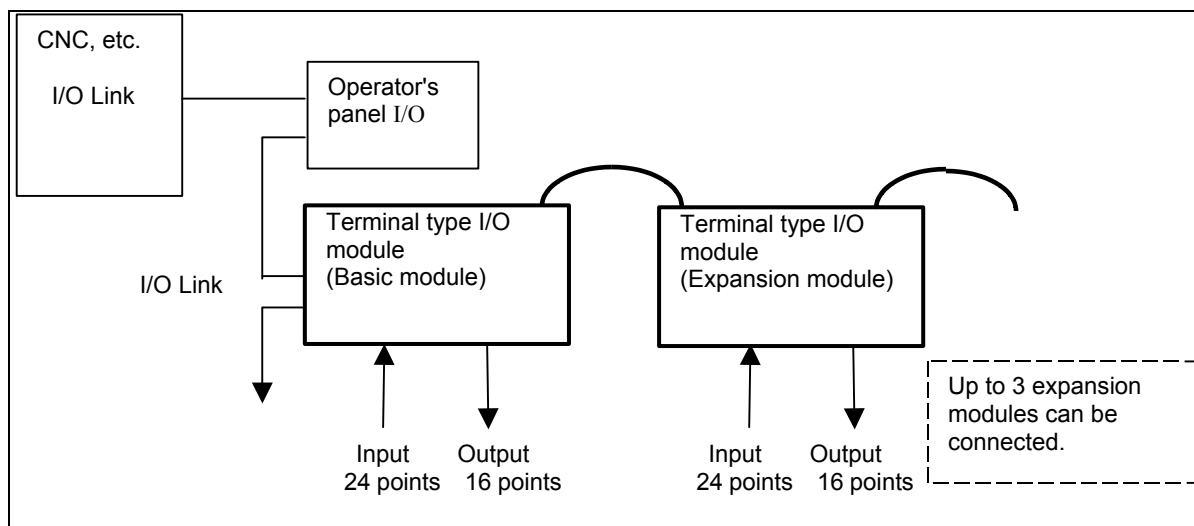 CNC, etc.
I/O Link
Operator's
panel I/O
Terminal type I/O
module
(Basic module)
Terminal type I/O
module
(Expansion module)
I/O Link
Up to 3 expansion
modules can be
connected.
Input
24 points
Output
16 points
Input
24 points
Output
16 points